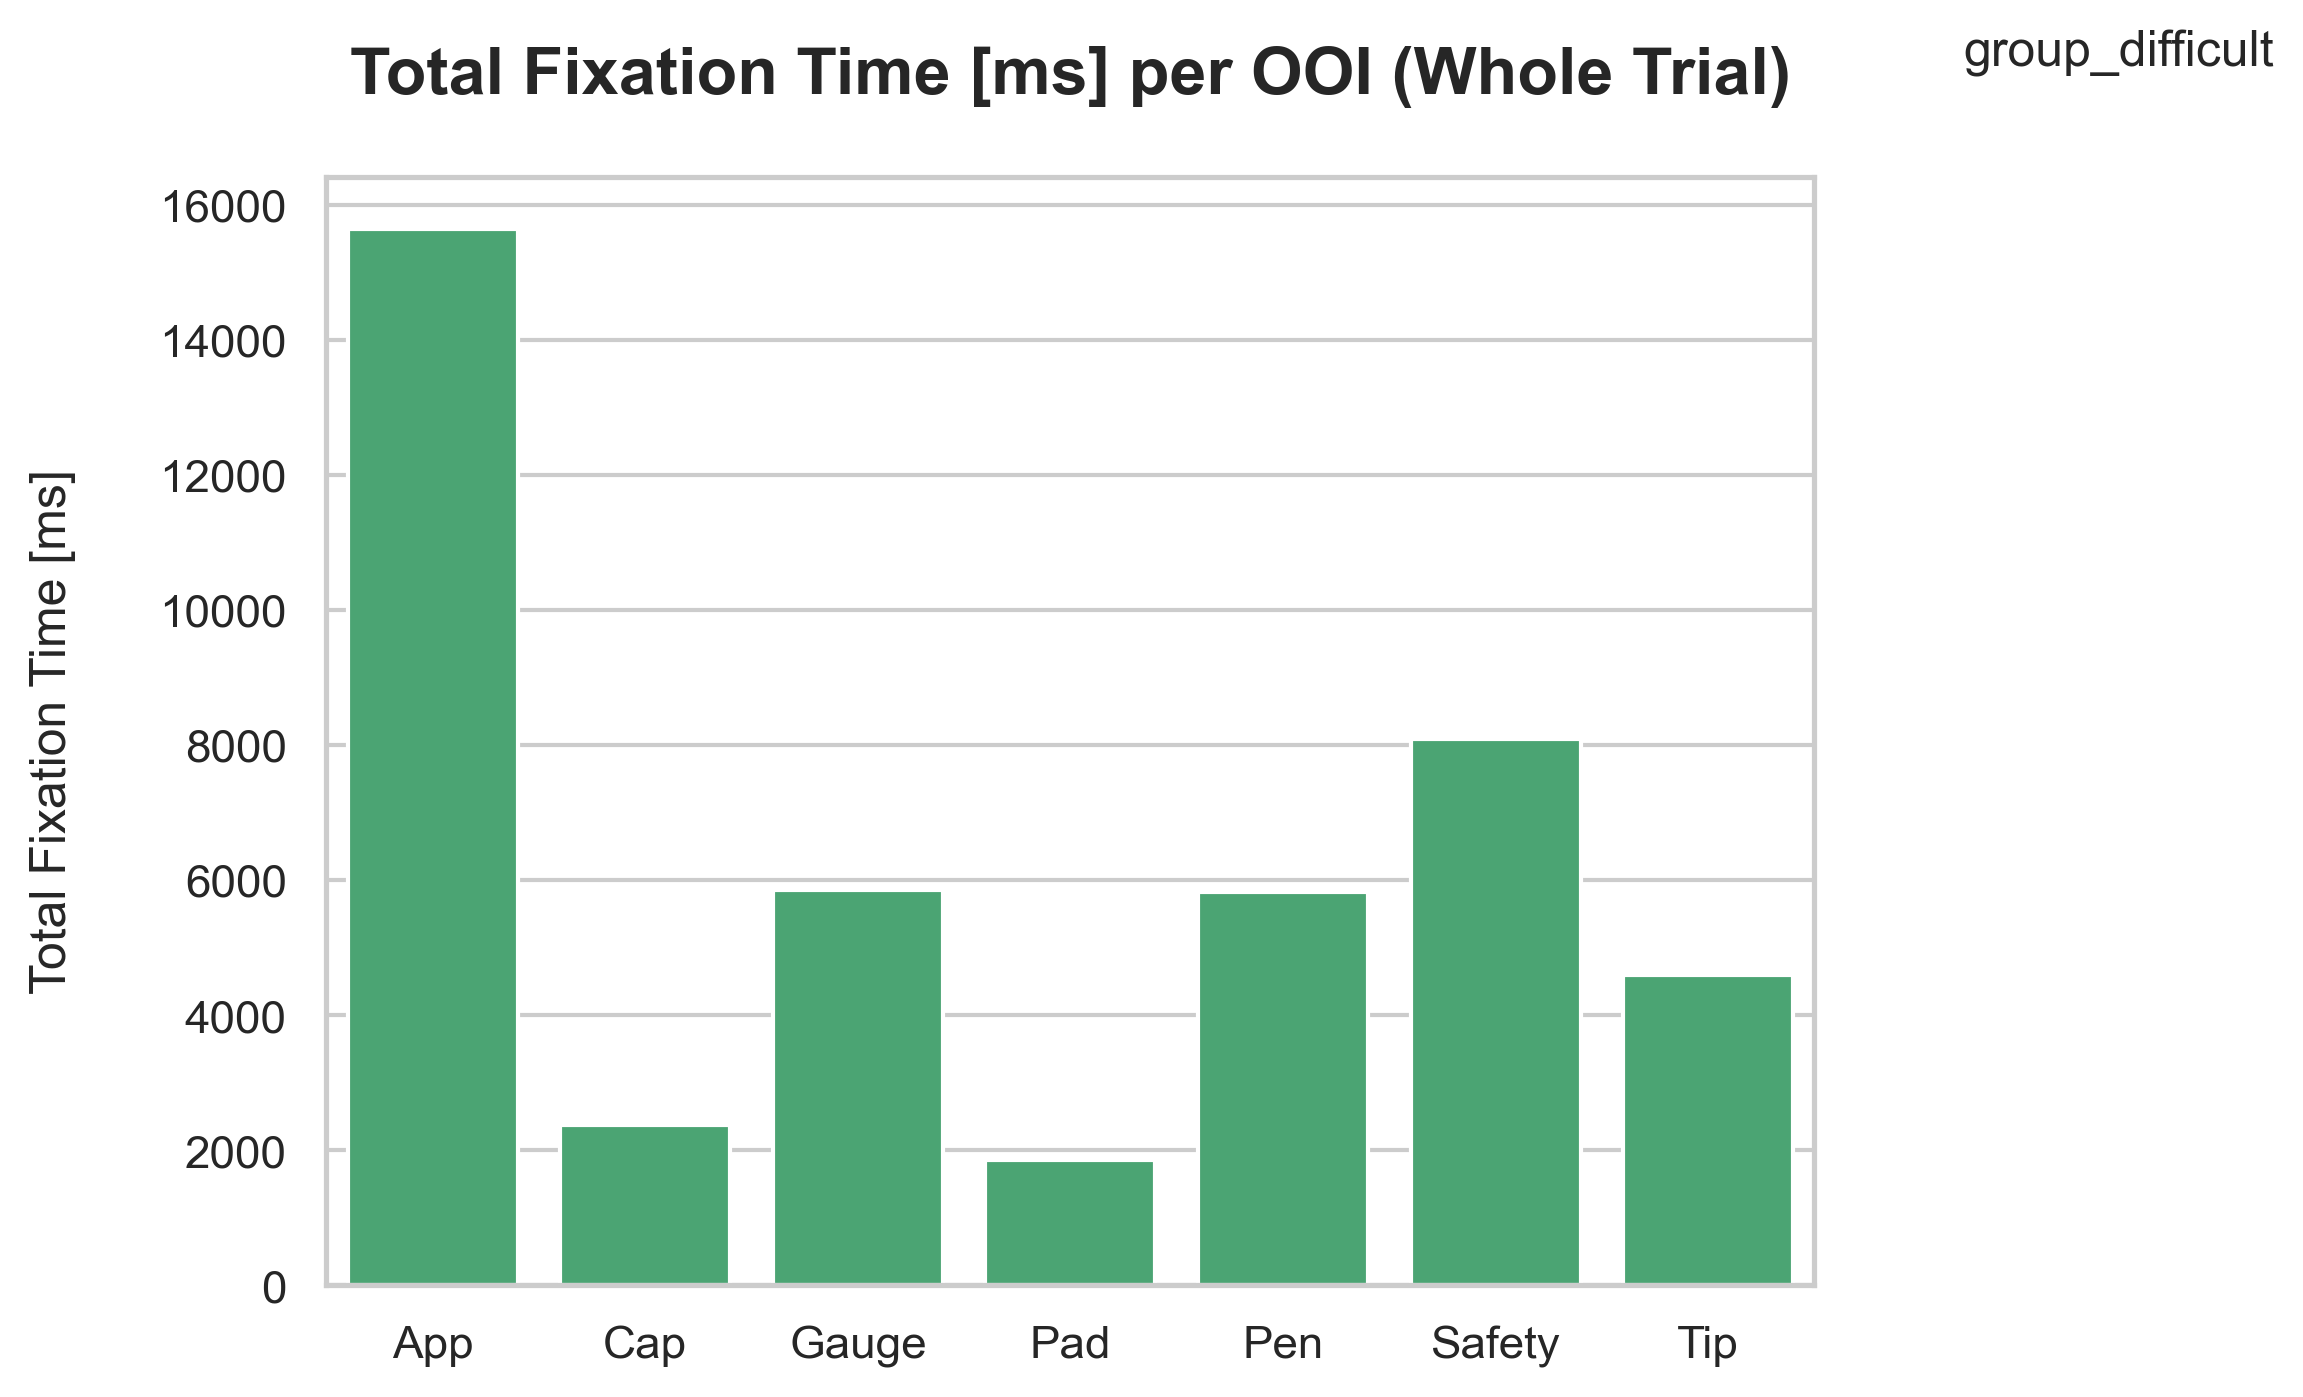 group_difficult
Total Fixation Time [ms] per OOI (Whole Trial)
Total Fixation Time [ms]
16000
14000
12000
10000
8000
6000
4000
2000
0
App Cap Gauge Pad Pen Safety Tip